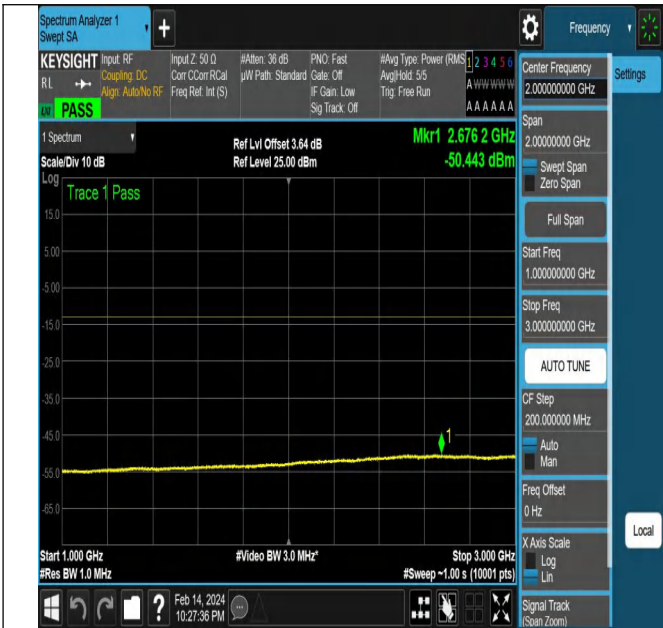 Spectrum Analyzer 1
Swept SA
+
Frequency
KEYSIGHT
RL
PASS
Input: RF
Coupling: DC
Align: Auto/No RF
Input Z: 50 Ω
Corr CCorr RCal
Freq Ref: Int (S)
#Atten: 36 dB
µW Path: Standard
PNO: Fast
Gate: Off
IF Gain: Low
Sig Track: Off
#Avg Type: Power (RMS
Avg|Hold: 5/5
Trig: Free Run
1 2 3 4 5 6
A W W W W W
A A A A A A
1 Spectrum
Scale/Div 10 dB
Log
Ref Lvl Offset 3.64 dB
Ref Level 25.00 dBm
Mkr1 2.676 2 GHz
-50.443 dBm
Trace 1 Pass
15.0
5.00
-5.00
-15.0
-25.0
-35.0
-45.0
-55.0
-65.0
1
Start 1.000 GHz
#Res BW 1.0 MHz
#Video BW 3.0 MHz*
Stop 3.000 GHz
#Sweep ~1.00 s (10001 pts)
Feb 14, 2024
10:27:36 PM
?
Center Frequency
2.00000000 GHz
Settings
Span
2.00000000 GHz
Swept Span
Zero Span
Full Span
Start Freq
1.000000000 GHz
Stop Freq
3.000000000 GHz
AUTO TUNE
CF Step
200.000000 MHz
Auto
Man
Freq Offset
0 Hz
X Axis Scale
Log
Lin
Local
Signal Track
(Span Zoom)